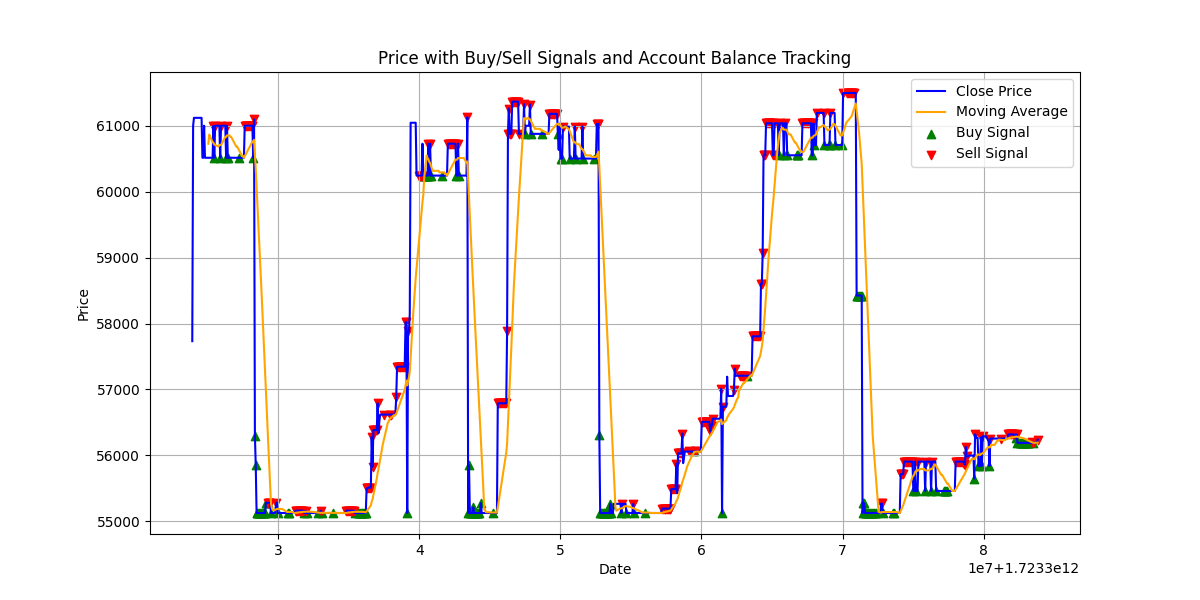 Price with Buy/Sell Signals and Account Balance Tracking
Close Price
Moving Average
Buy Signal
Sell Signal
61000
60000
59000
58000
57000
56000
55000
Price
3 4 5 6 7 8
Date
1e7+1.7233e12